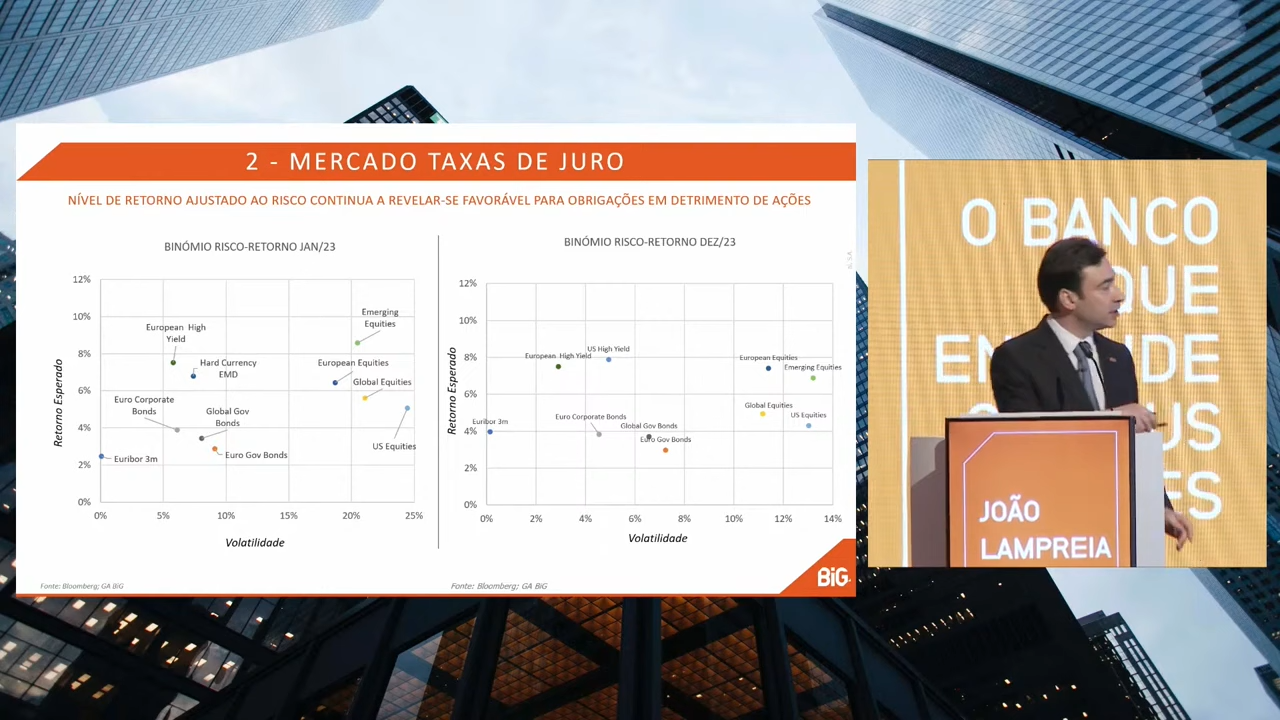 2 - MERCADO TAXAS DE JURO
NÍVEL DE RETORNO AJUSTADO AO RISCO CONTINUA A REVELAR-SE FAVORÁVEL PARA OBRIGAÇÕES EM DETRIMENTO DE AÇÕES
BINÓMIO RISCO-RETORNO JAN/23
12%
10%
8%
6%
4%
2%
0%
Retorno Esperado
Emerging
Equities
European High
Yield
Hard Currency
EMD
European Equities
Global Equities
Euro Corporate
Bonds
Global Gov
Bonds
US Equities
Euribor 3m
Euro Gov Bonds
0%
5%
10%
15%
20%
25%
Volatilidade
Fonte: Bloomberg; GA BiG
BINÓMIO RISCO-RETORNO DEZ/23
12%
10%
8%
6%
4%
2%
0%
Retorno Esperado
US High Yield
European High Yield
European Equities
Emerging Equities
Global Equities
US Equities
Euribor 3m
Euro Corporate Bonds
Global Gov Bonds
Euro Gov Bonds
0%
2%
4%
6%
8%
10%
12%
14%
Volatilidade
Fonte: Bloomberg; GA BiG
BiG
O BANCO
QUE
DE
US
ES
JOÃO
LAMPREIA